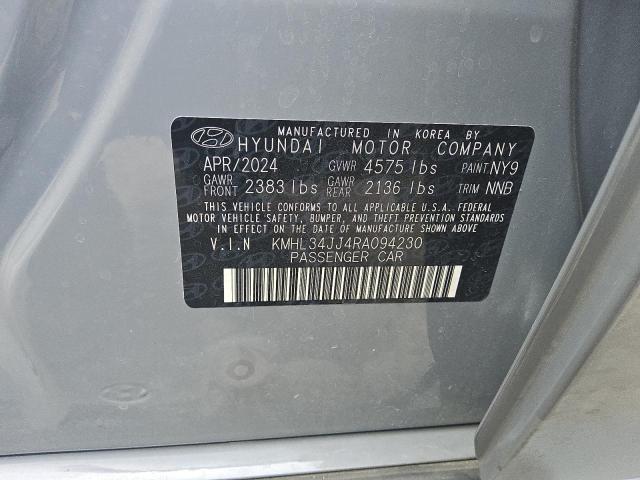 MANUFACTURED IN KOREA BY
HYUNDAI MOTOR COMPANY
APR/2024 GVWR 4575 lbs PAINT NY9
GAWR FRONT 2383 lbs GAWR REAR 2136 lbs TRIM NNB
THIS VEHICLE CONFORMS TO ALL APPLICABLE U.S.A. FEDERAL
MOTOR VEHICLE SAFETY, BUMPER, AND THEFT PREVENTION STANDARDS
IN EFFECT ON THE DATE OF MANUFACTURE SHOWN ABOVE.
V.I.N KMHL34JJ4RA094230
PASSENGER CAR